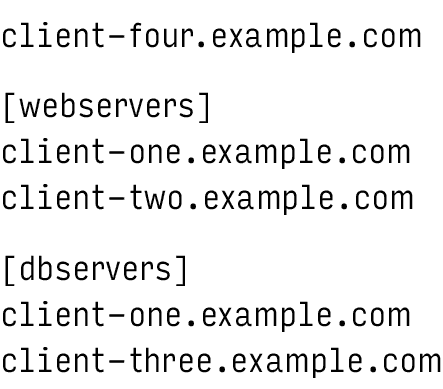 client-four.example.com
[webservers]
client-one.example.com
client-two.example.com
[dbservers]
client-one.example.com
client-three.example.com